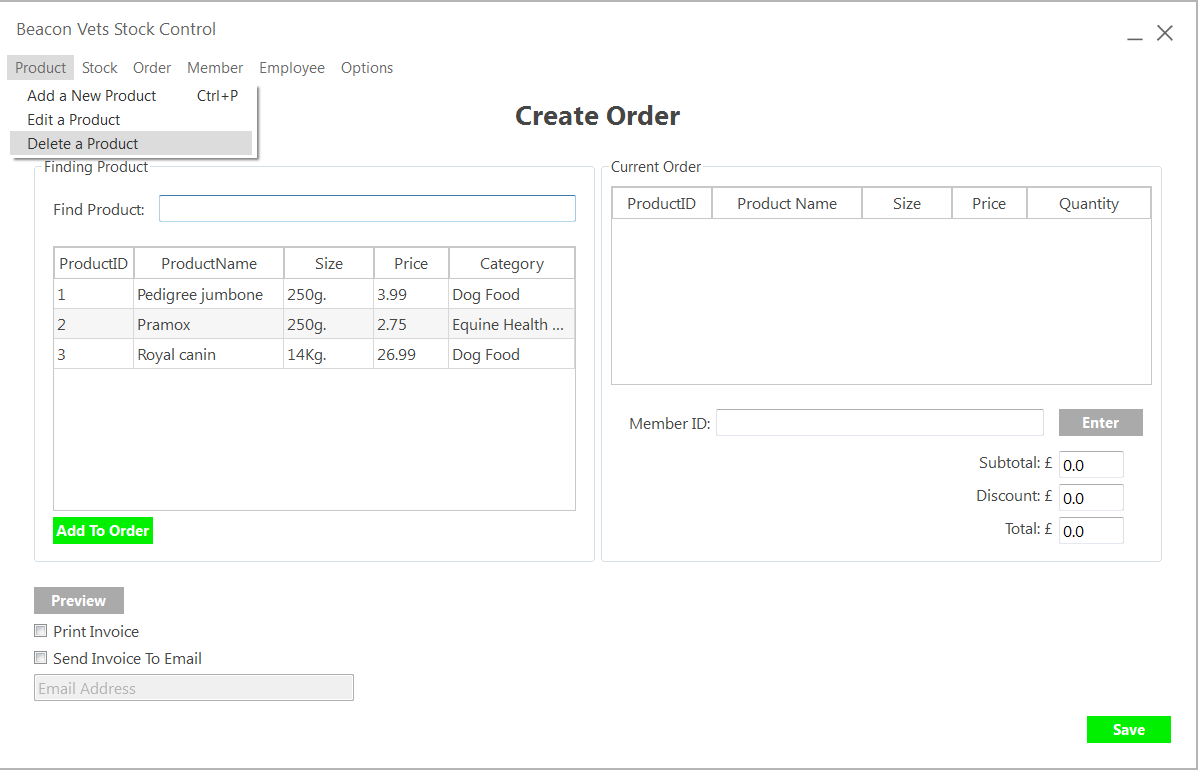 Beacon Vets Stock Control
Product Stock Order Member Employee Options
Add a New Product Ctrl+P
Edit a Product
Delete a Product
Create Order
Finding Product
Find Product:
ProductID ProductName Size Price Category
1 Pedigree jumbone 250g. 3.99 Dog Food
2 Pramox 250g. 2.75 Equine Health ...
3 Royal canin 14Kg. 26.99 Dog Food
Add To Order
Current Order
ProductID Product Name Size Price Quantity
Member ID: Enter
Subtotal: £ 0.0
Discount: £ 0.0
Total: £ 0.0
Preview
Print Invoice
Send Invoice To Email
Email Address
Save